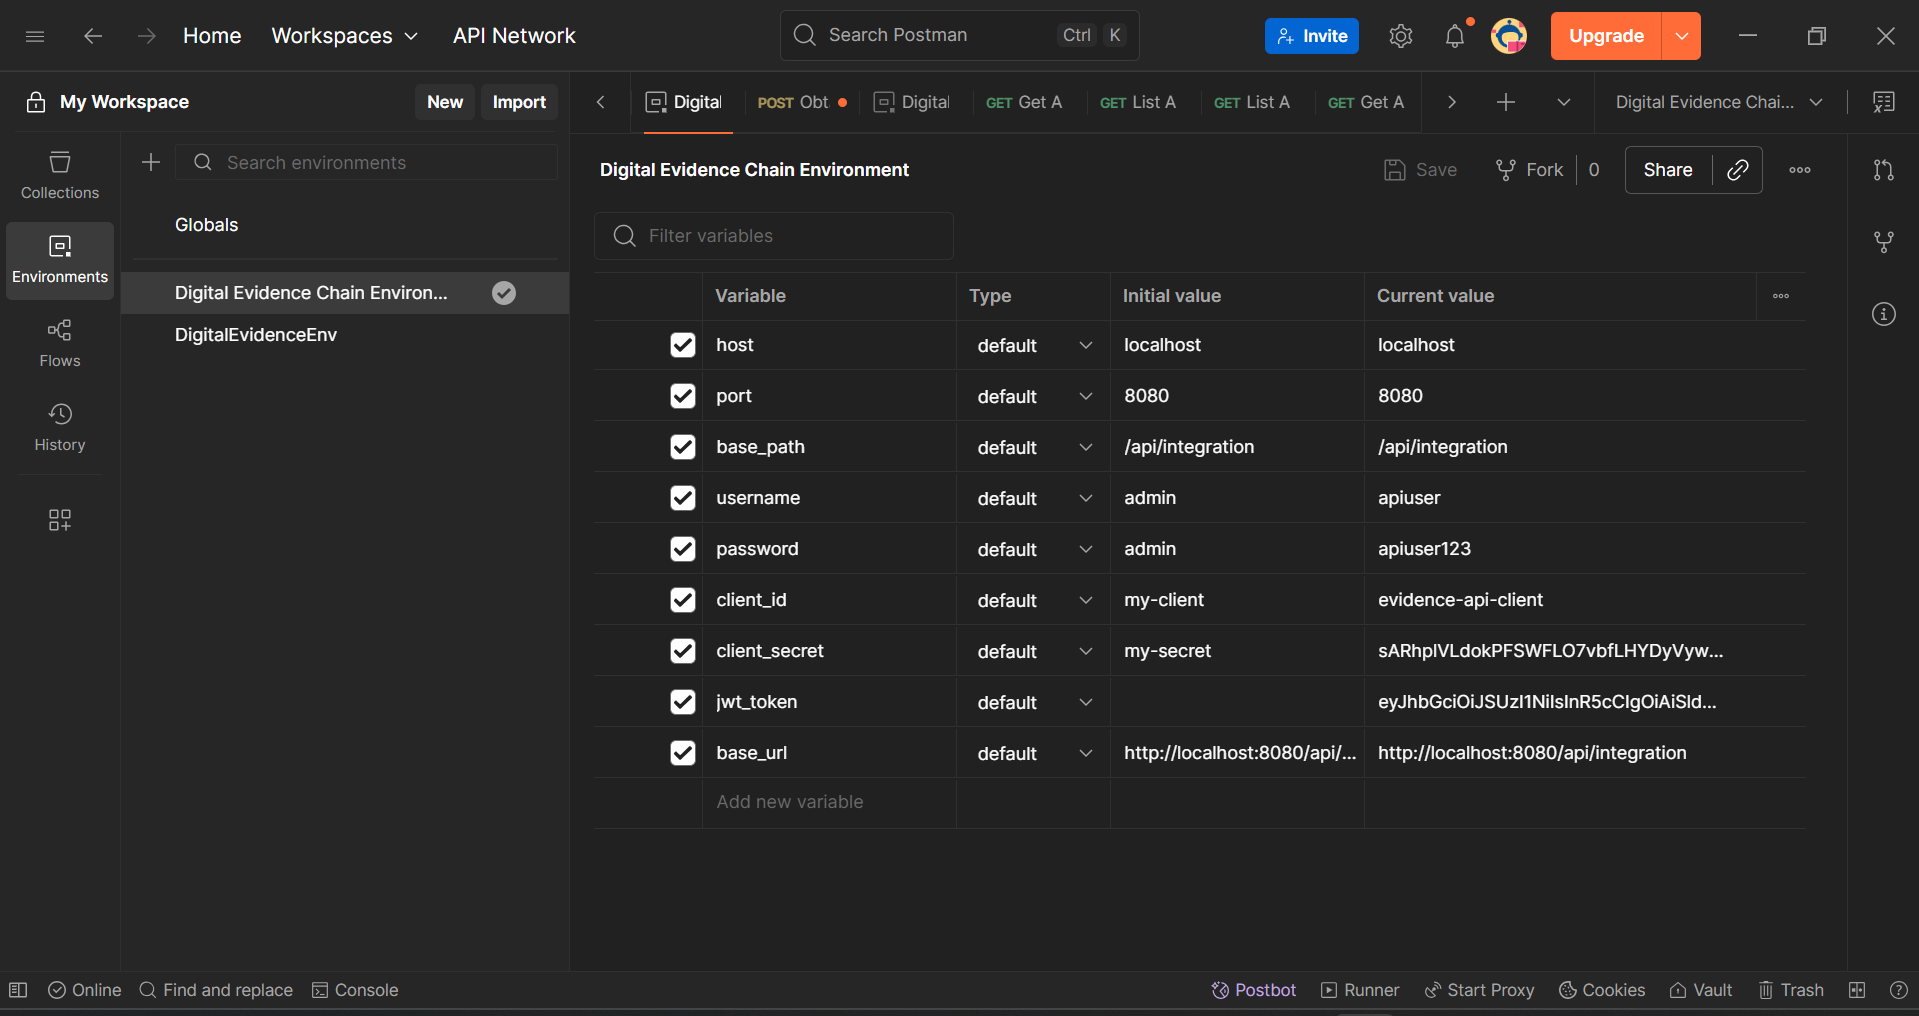 Home Workspaces API Network Search Postman Ctrl K Invite Upgrade
My Workspace New Import Digital POST Obt Digital GET Get A GET List A GET List A GET Get A Digital Evidence Chai...
Collections
Environments
Flows
History
Search environments
Globals
Digital Evidence Chain Environ...
DigitalEvidenceEnv
Digital Evidence Chain Environment Save Fork 0 Share
Filter variables
Variable Type Initial value Current value
host default localhost localhost
port default 8080 8080
base_path default /api/integration /api/integration
username default admin apiuser
password default admin apiuser123
client_id default my-client evidence-api-client
client_secret default my-secret sARhplVLdokPFSWFLO7vbfLHYDyVyw...
jwt_token default eyJhbGciOiJSUzI1NiIsInR5cCIgOiAiSld...
base_url default http://localhost:8080/api/... http://localhost:8080/api/integration
Add new variable
Online Find and replace Console Postbot Runner Start Proxy Cookies Vault Trash